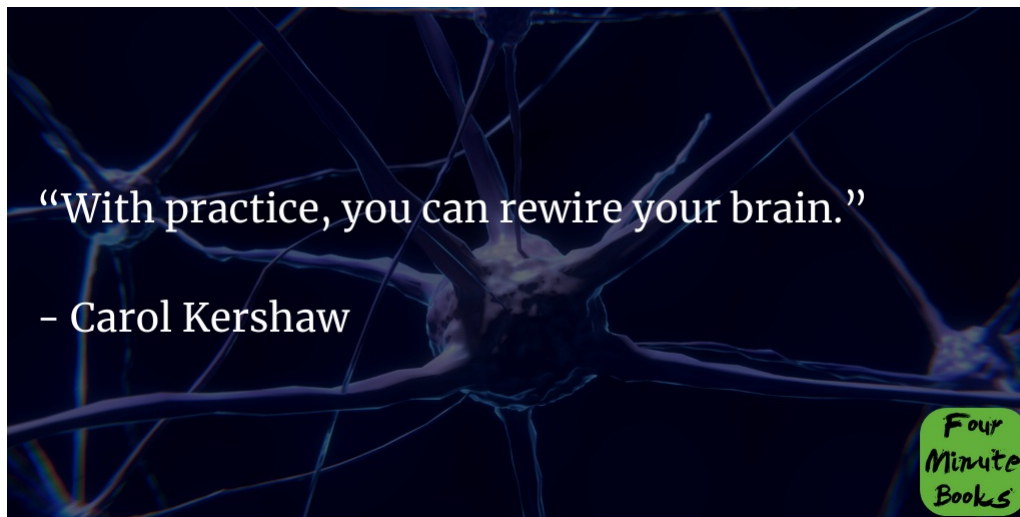 “With practice, you can rewire your brain.”
- Carol Kershaw
Four
Minute
Books